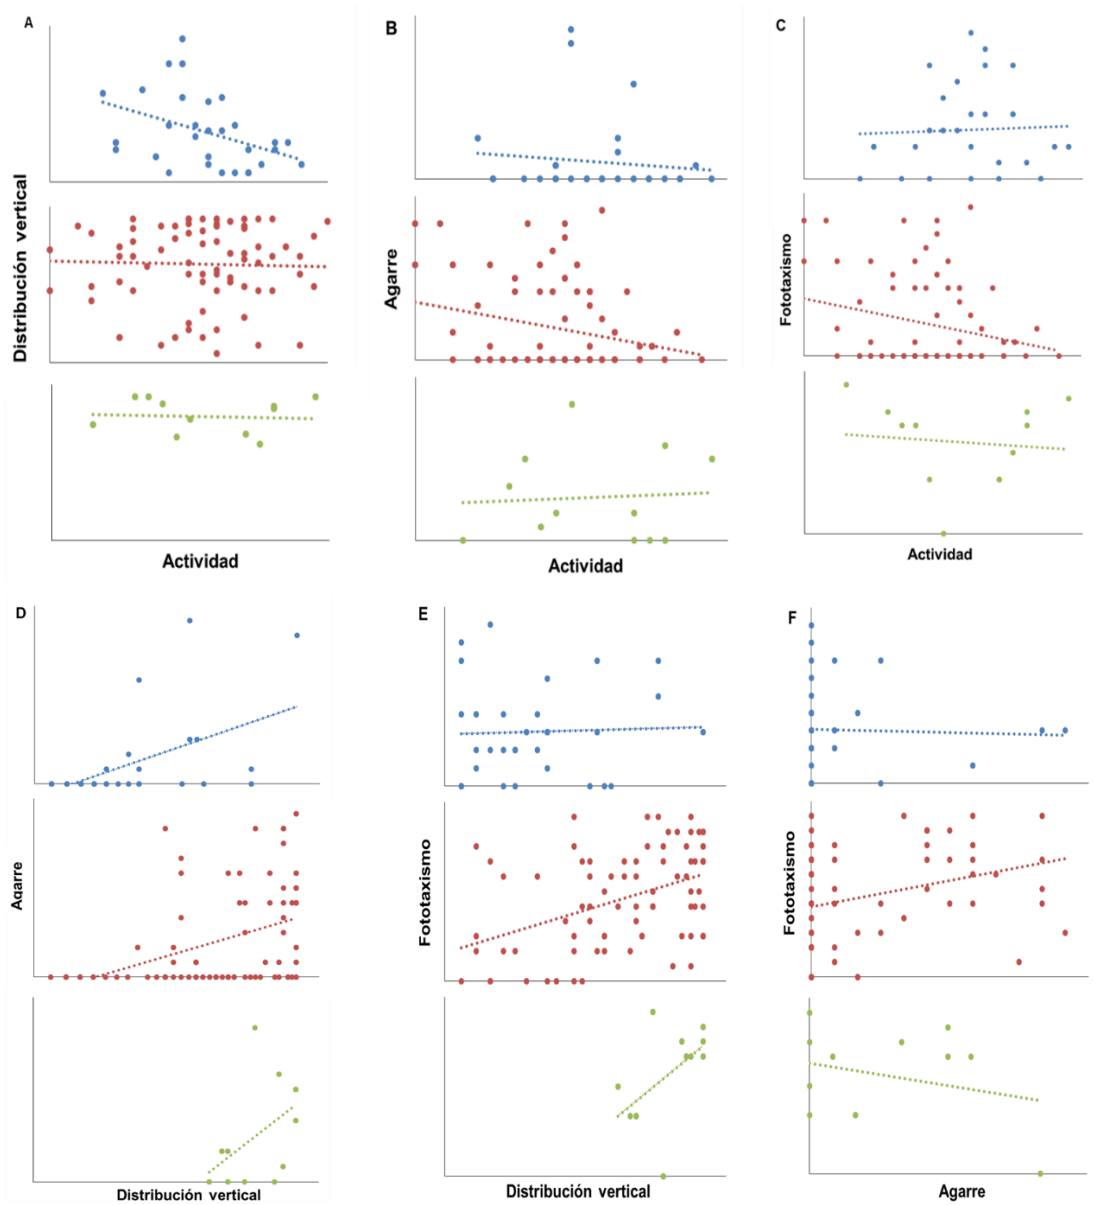 A
B
C
Distribución vertical
Agarre
Fototaxismo
Actividad
Actividad
Actividad
D
E
F
Agarre
Fototaxismo
Fototaxismo
Distribución vertical
Distribución vertical
Agarre